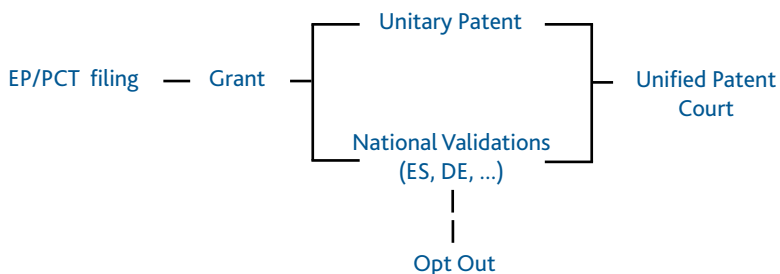 Unitary Patent
EP/PCT filing
Grant
Unified Patent
Court
National Validations
(ES, DE, ...)
Opt Out